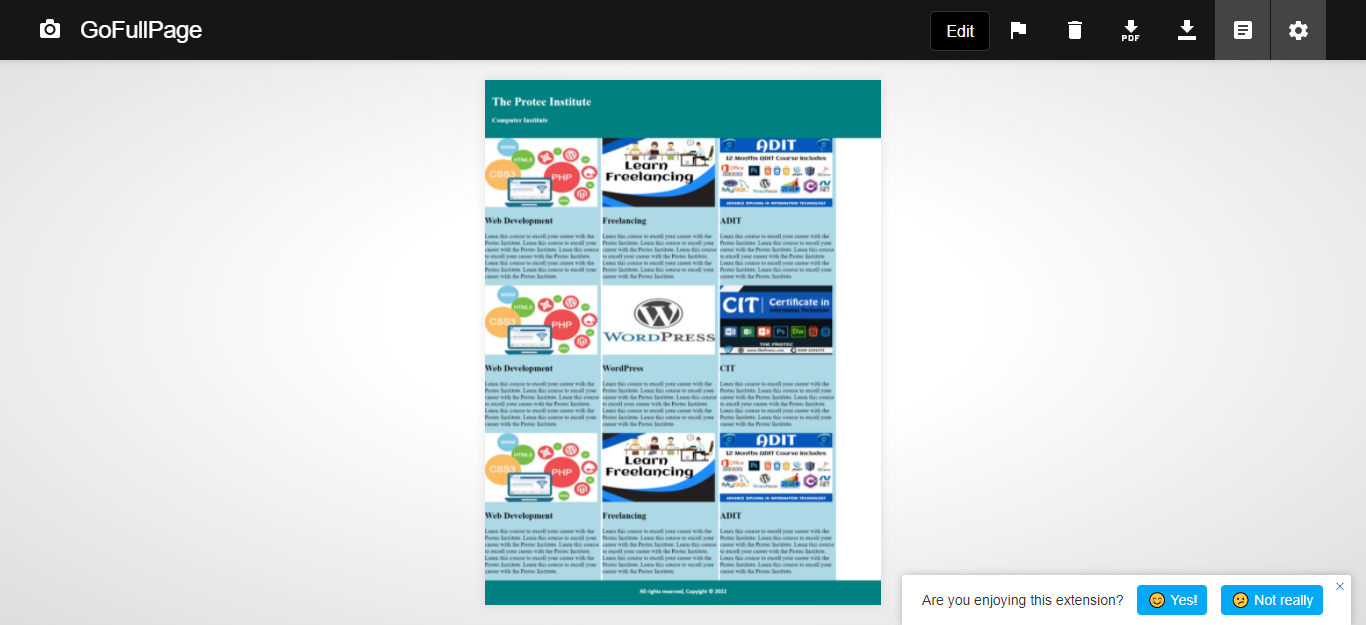 GoFullPage
Edit
PDF
The Protec Institute
Computer Institute
HTML5
CSS3
PHP
Learn
Freelancing
ADIT
12 Months ADIT Course Includes
Office
MySQL
WordPress
.NET
ADVANCE DIPLOMA IN INFORMATION TECHNOLOGY
Web Development
Freelancing
ADIT
Learn this course to excell your career with the
Protec Institute. Learn this course to excell your
career with the Protec Institute. Learn this course
to excell your career with the Protec Institute.
Learn this course to excell your career with the
Protec Institute. Learn this course to excell your
career with the Protec Institute.
Learn this course to excell your career with the
Protec Institute. Learn this course to excell your
career with the Protec Institute. Learn this course
to excell your career with the Protec Institute.
Learn this course to excell your career with the
Protec Institute. Learn this course to excell your
career with the Protec Institute.
Learn this course to excell your career with the
Protec Institute. Learn this course to excell your
career with the Protec Institute. Learn this course
to excell your career with the Protec Institute.
Learn this course to excell your career with the
Protec Institute. Learn this course to excell your
career with the Protec Institute.
HTML5
CSS3
PHP
WORDPRESS
CIT
Certificate in
Information Technology
Ps
Dw
THE PROTEC
Web Development
WordPress
CIT
Learn this course to excell your career with the
Protec Institute. Learn this course to excell your
career with the Protec Institute. Learn this course
to excell your career with the Protec Institute.
Learn this course to excell your career with the
Protec Institute. Learn this course to excell your
career with the Protec Institute.
Learn this course to excell your career with the
Protec Institute. Learn this course to excell your
career with the Protec Institute. Learn this course
to excell your career with the Protec Institute.
Learn this course to excell your career with the
Protec Institute. Learn this course to excell your
career with the Protec Institute.
Learn this course to excell your career with the
Protec Institute. Learn this course to excell your
career with the Protec Institute. Learn this course
to excell your career with the Protec Institute.
Learn this course to excell your career with the
Protec Institute. Learn this course to excell your
career with the Protec Institute.
HTML5
CSS3
PHP
Learn
Freelancing
ADIT
12 Months ADIT Course Includes
Office
MySQL
WordPress
.NET
ADVANCE DIPLOMA IN INFORMATION TECHNOLOGY
Web Development
Freelancing
ADIT
Learn this course to excell your career with the
Protec Institute. Learn this course to excell your
career with the Protec Institute. Learn this course
to excell your career with the Protec Institute.
Learn this course to excell your career with the
Protec Institute. Learn this course to excell your
career with the Protec Institute.
Learn this course to excell your career with the
Protec Institute. Learn this course to excell your
career with the Protec Institute. Learn this course
to excell your career with the Protec Institute.
Learn this course to excell your career with the
Protec Institute. Learn this course to excell your
career with the Protec Institute.
Learn this course to excell your career with the
Protec Institute. Learn this course to excell your
career with the Protec Institute. Learn this course
to excell your career with the Protec Institute.
Learn this course to excell your career with the
Protec Institute. Learn this course to excell your
career with the Protec Institute.
All rights reserved, Copyight © 2022
Are you enjoying this extension?
Yes!
Not really